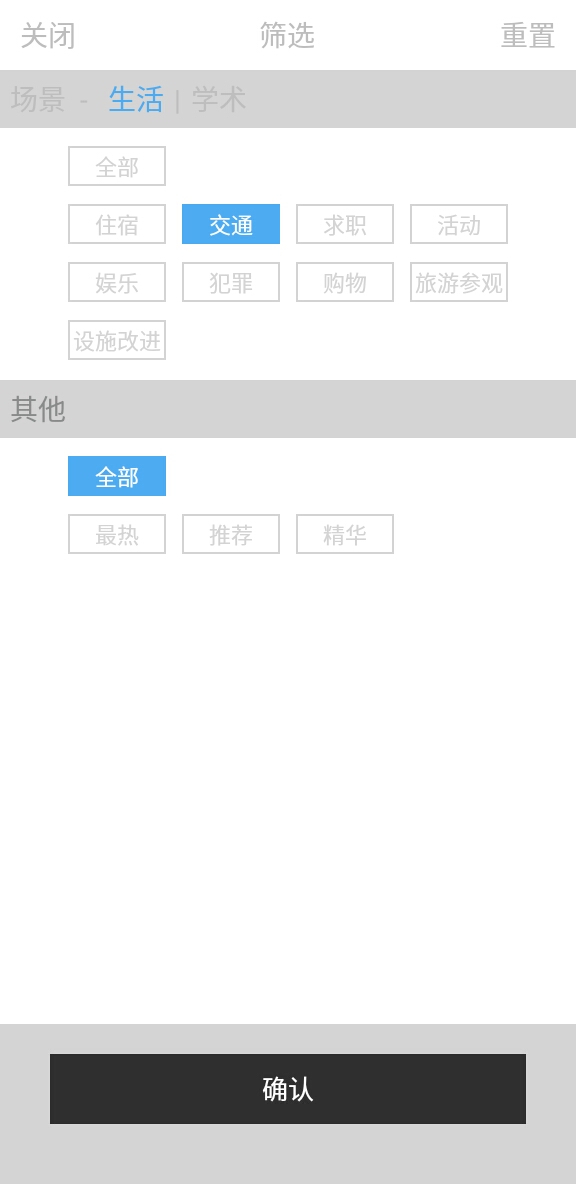 关闭 筛选 重置
场景 - 生活 | 学术
全部
住宿 交通 求职 活动
娱乐 犯罪 购物 旅游参观
设施改进
其他
全部
最热 推荐 精华
确认